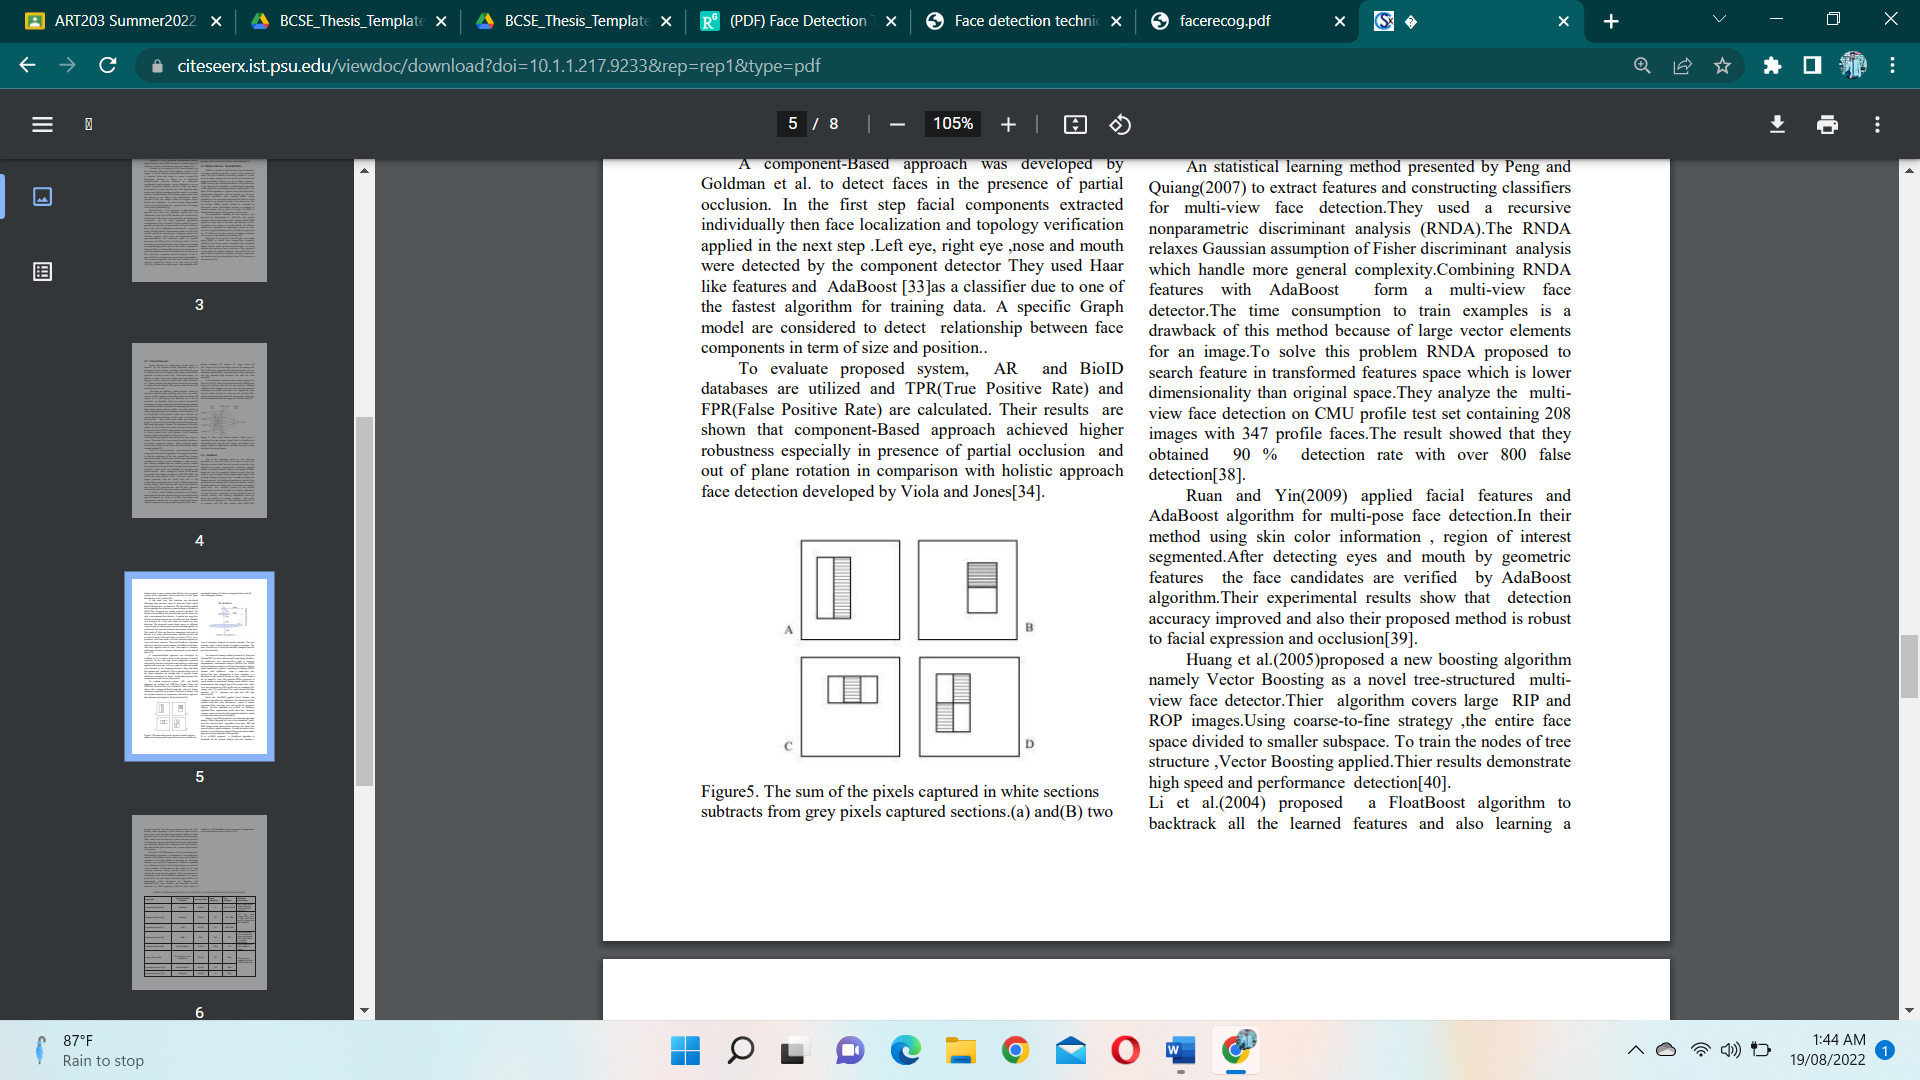 ART203 Summer2022
BCSE_Thesis_Template
BCSE_Thesis_Template
(PDF) Face Detection T
Face detection technic
facerecog.pdf
citeseerx.ist.psu.edu/viewdoc/download?doi=10.1.1.217.9233&rep=rep1&type=pdf
5 / 8
105%
3
4
5
6
A component-Based approach was developed by
Goldman et al. to detect faces in the presence of partial
occlusion. In the first step facial components extracted
individually then face localization and topology verification
applied in the next step .Left eye, right eye ,nose and mouth
were detected by the component detector They used Haar
like features and AdaBoost [33]as a classifier due to one of
the fastest algorithm for training data. A specific Graph
model are considered to detect relationship between face
components in term of size and position..
To evaluate proposed system, AR and BioID
databases are utilized and TPR(True Positive Rate) and
FPR(False Positive Rate) are calculated. Their results are
shown that component-Based approach achieved higher
robustness especially in presence of partial occlusion and
out of plane rotation in comparison with holistic approach
face detection developed by Viola and Jones[34].
A
B
C
D
Figure5. The sum of the pixels captured in white sections
subtracts from grey pixels captured sections.(a) and(B) two
An statistical learning method presented by Peng and
Quiang(2007) to extract features and constructing classifiers
for multi-view face detection.They used a recursive
nonparametric discriminant analysis (RNDA).The RNDA
relaxes Gaussian assumption of Fisher discriminant analysis
which handle more general complexity.Combining RNDA
features with AdaBoost form a multi-view face
detector.The time consumption to train examples is a
drawback of this method because of large vector elements
for an image.To solve this problem RNDA proposed to
search feature in transformed features space which is lower
dimensionality than original space.They analyze the multi-
view face detection on CMU profile test set containing 208
images with 347 profile faces.The result showed that they
obtained 90 % detection rate with over 800 false
detection[38].
Ruan and Yin(2009) applied facial features and
AdaBoost algorithm for multi-pose face detection.In their
method using skin color information , region of interest
segmented.After detecting eyes and mouth by geometric
features the face candidates are verified by AdaBoost
algorithm.Their experimental results show that detection
accuracy improved and also their proposed method is robust
to facial expression and occlusion[39].
Huang et al.(2005)proposed a new boosting algorithm
namely Vector Boosting as a novel tree-structured multi-
view face detector.Thier algorithm covers large RIP and
ROP images.Using coarse-to-fine strategy ,the entire face
space divided to smaller subspace. To train the nodes of tree
structure ,Vector Boosting applied.Thier results demonstrate
high speed and performance detection[40].
Li et al.(2004) proposed a FloatBoost algorithm to
backtrack all the learned features and also learning a
87°F
Rain to stop
1:44 AM
19/08/2022
1